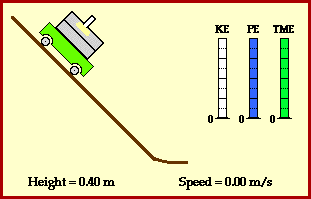 KE PE TME
0 0 0
Height = 0.40 m Speed = 0.00 m/s